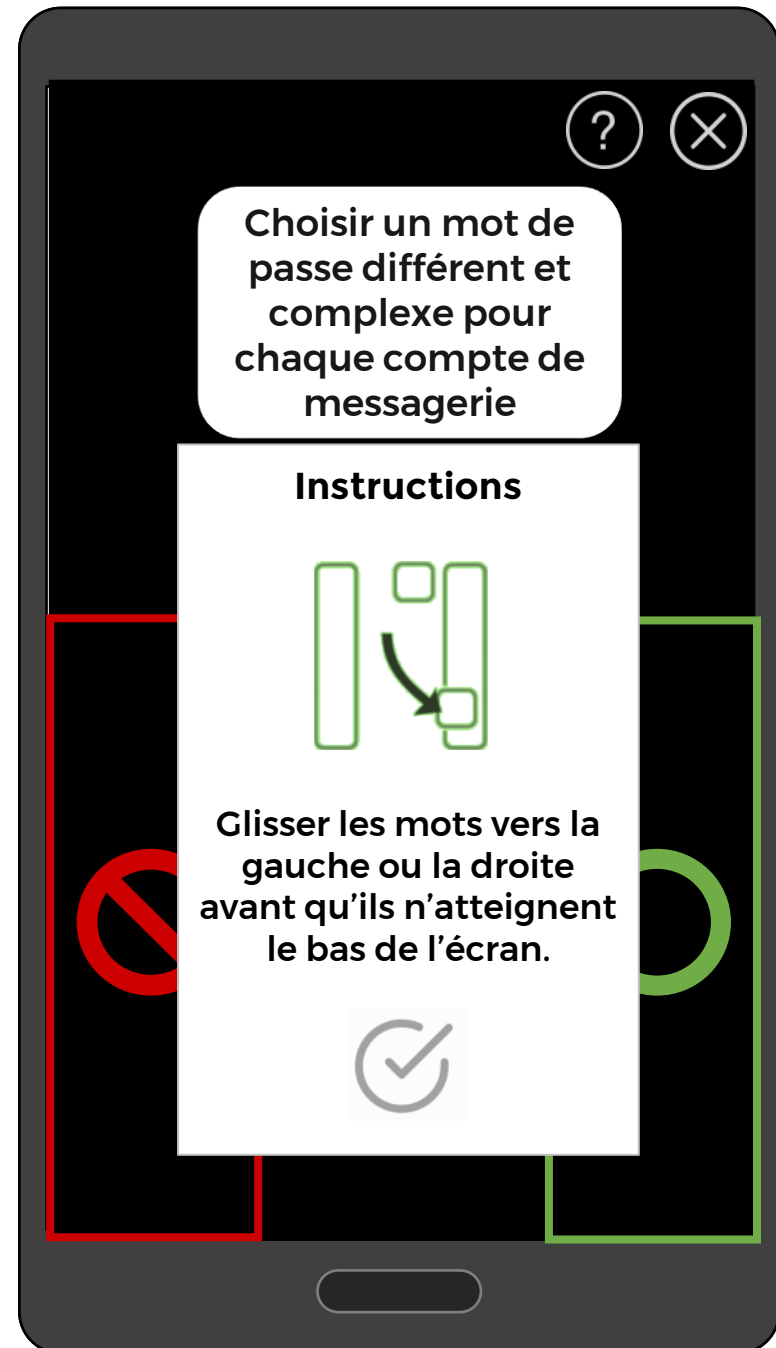 ?
Choisir un mot de
passe différent et
complexe pour
chaque compte de
messagerie
Instructions
Glisser les mots vers la
gauche ou la droite
avant qu’ils n’atteignent
le bas de l’écran.